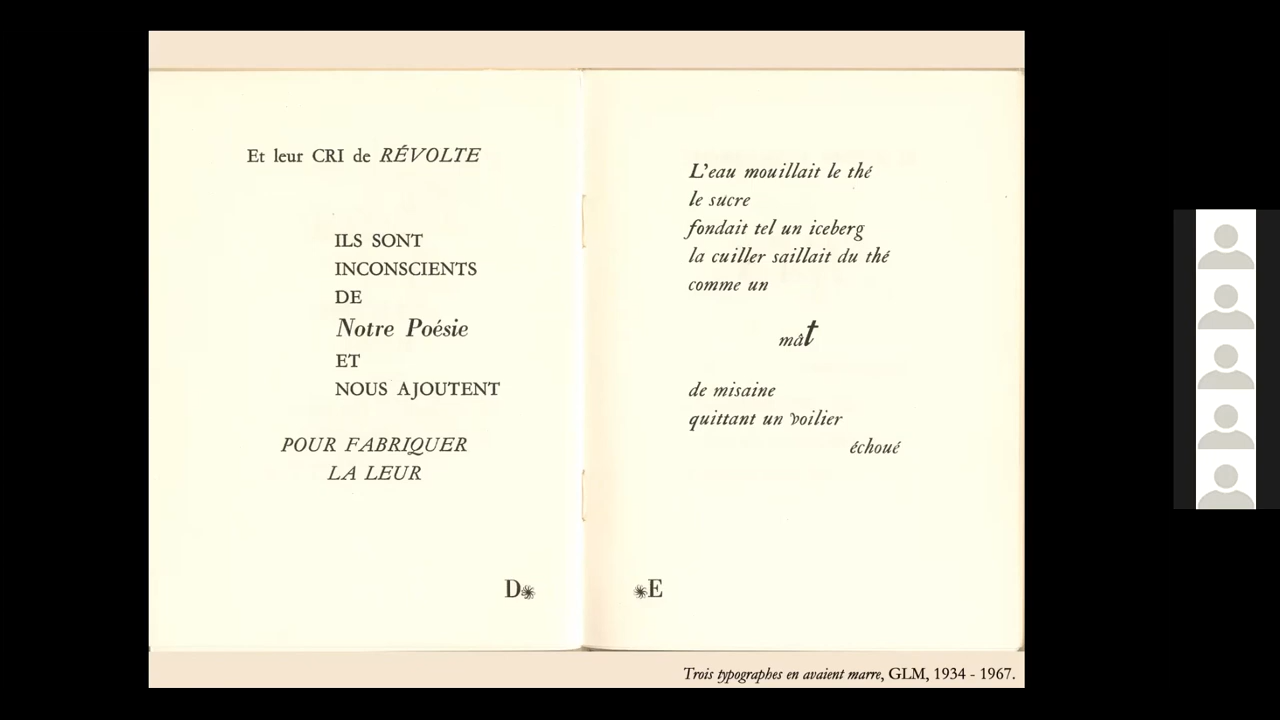 Et leur CRI de RÉVOLTE
ILS SONT
INCONSCIENTS
DE
Notre Poésie
ET
NOUS AJOUTENT
POUR FABRIQUER
LA LEUR
D
L'eau mouillait le thé
le sucre
fondait tel un iceberg
la cuiller saillait du thé
comme un
mât
de misaine
quittant un voilier
échoué
E
Trois typographes en avaient marre, GLM, 1934 - 1967.